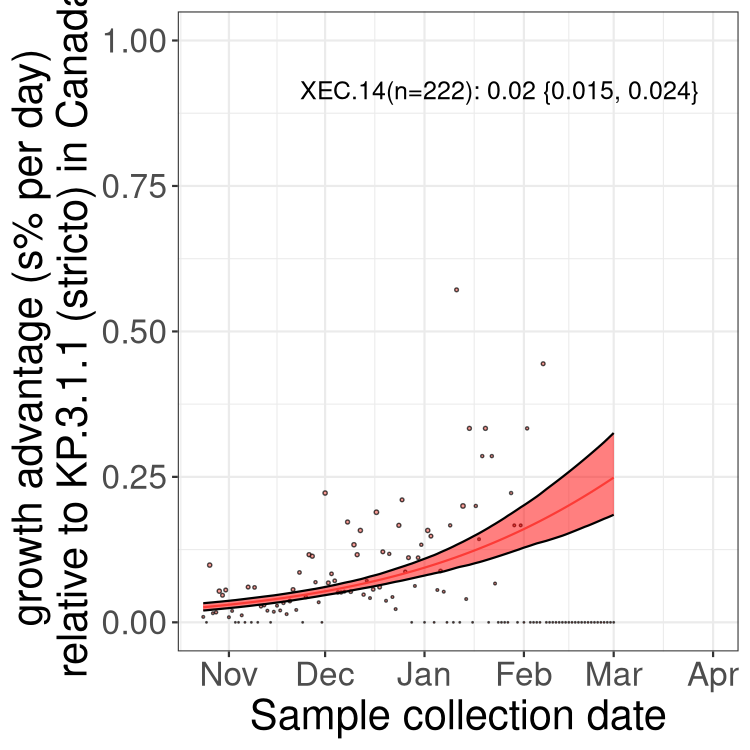 growth advantage (s% per day)
relative to KP.3.1.1 (stricto) in Canada
1.00
0.75
0.50
0.25
0.00
XEC.14(n=222): 0.02 {0.015, 0.024}
Nov Dec Jan Feb Mar Apr
Sample collection date